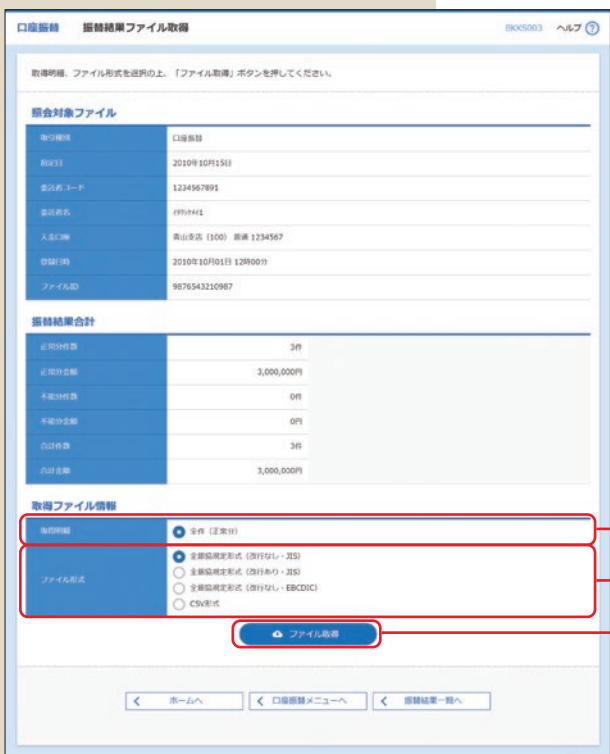 口座振替 振替結果ファイル取得 BKKS003 ヘルプ ?
取得明細、ファイル形式を選択の上、「ファイル取得」ボタンを押してください。
照会対象ファイル
取引種別 口座振替
指定日 2010年10月15日
委託者コード 1234567891
委託者名
入金口座 青山支店(100) 普通 1234567
登録日時 2010年10月01日 12時00分
ファイルID 9876543210987
振替結果合計
正常分件数 3件
正常分金額 3,000,000円
不能分件数 0件
不能分金額 0円
合計件数 3件
合計金額 3,000,000円
取得ファイル情報
取得明細 全件(正常分)
ファイル形式 全銀協規定形式(改行なし・JIS)
全銀協規定形式(改行あり・JIS)
全銀協規定形式(改行なし・EBCDIC)
CSV形式
ファイル取得
ホームへ 口座振替メニューへ 振替結果一覧へ